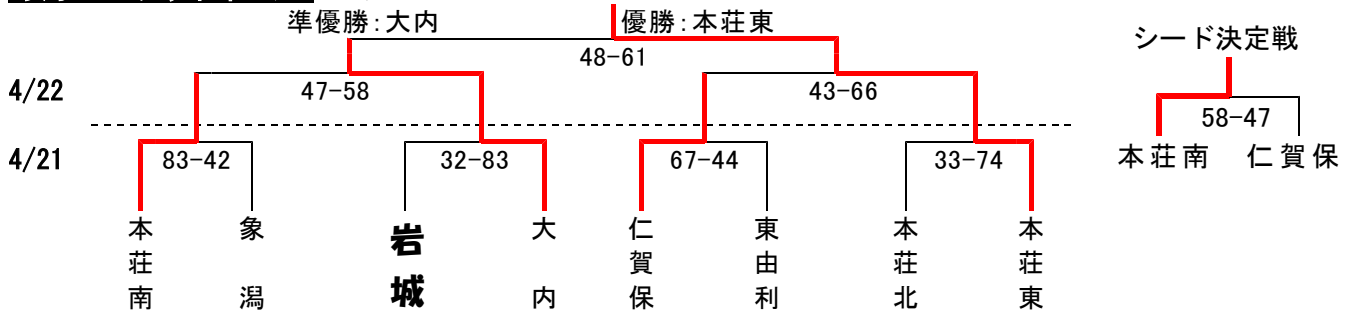 準優勝：大内 優勝：本荘東
48-61
シード決定戦
4/22 47-58 43-66
58-47
4/21 83-42 32-83 67-44 33-74
本荘南 仁賀保
本荘南
象潟
岩城
大内
仁賀保
東由利
本荘北
本荘東